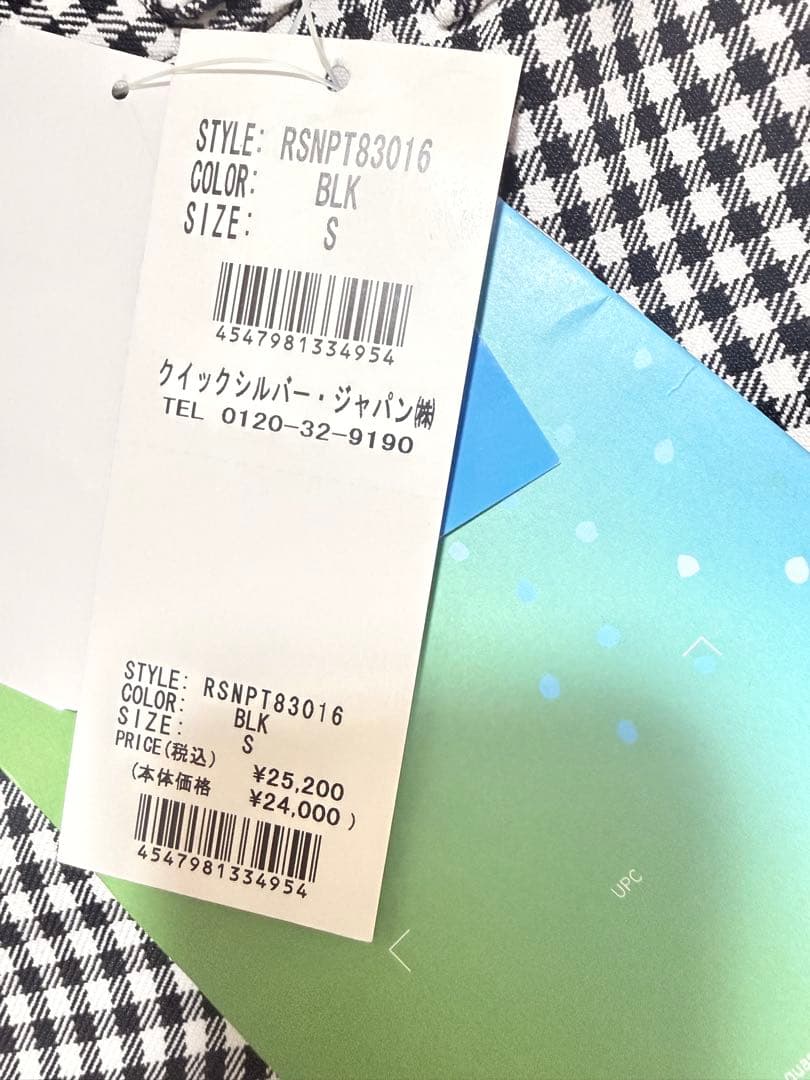 STYLE: RSNPT83016
COLOR: BLK
SIZE: S
4547981334954
クイックシルバー・ジャパン㈱
TEL 0120-32-9190
STYLE: RSNPT83016
COLOR: BLK
SIZE: S
PRICE(税込) ¥25,200
(本体価格 ¥24,000 )
4547981334954
UPC